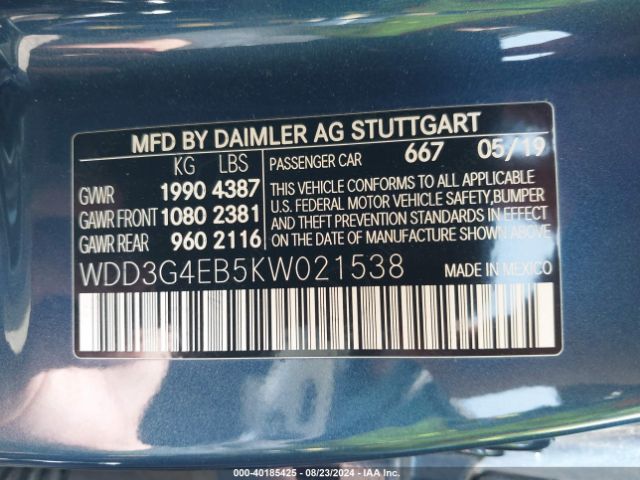 MFD BY DAIMLER AG STUTTGART
KG LBS
GVWR 1990 4387
GAWR FRONT 1080 2381
GAWR REAR 960 2116
PASSENGER CAR 667 05/19
THIS VEHICLE CONFORMS TO ALL APPLICABLE
U.S. FEDERAL MOTOR VEHICLE SAFETY, BUMPER
AND THEFT PREVENTION STANDARDS IN EFFECT
ON THE DATE OF MANUFACTURE SHOWN ABOVE
WDD3G4EB5KW021538 MADE IN MEXICO
000-40185425 - 08/23/2024 - IAA Inc.